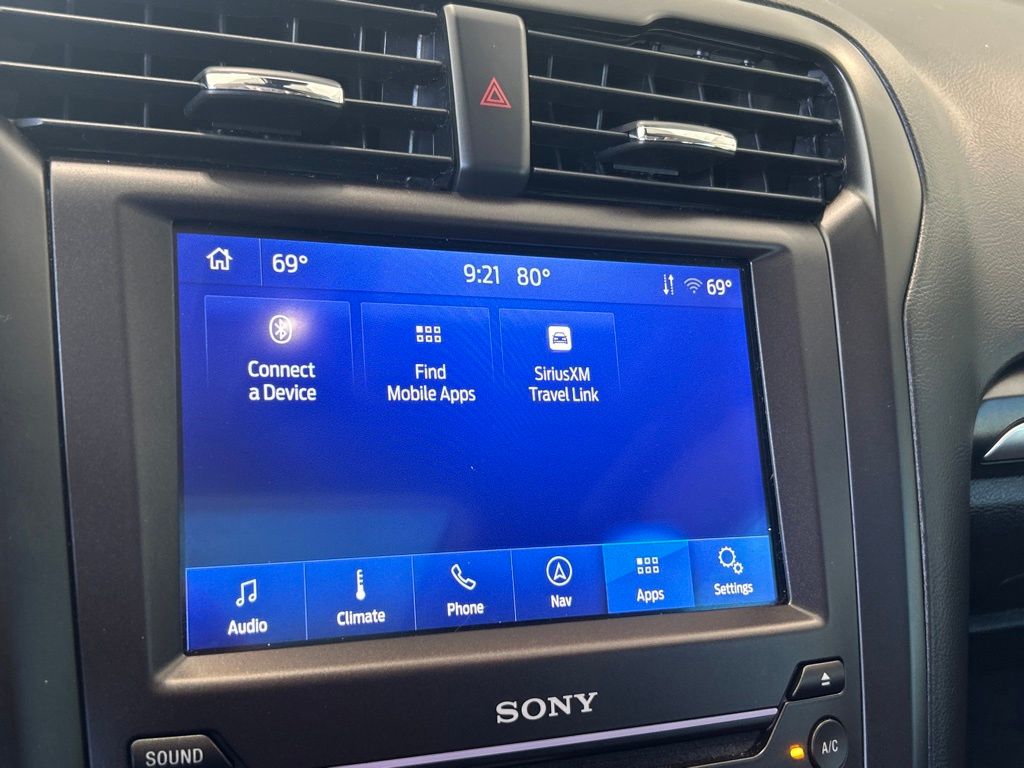 69°
9:21 80°
69°
Connect
a Device
Find
Mobile Apps
SiriusXM
Travel Link
Audio
Climate
Phone
Nav
Apps
Settings
SONY
SOUND
A/C